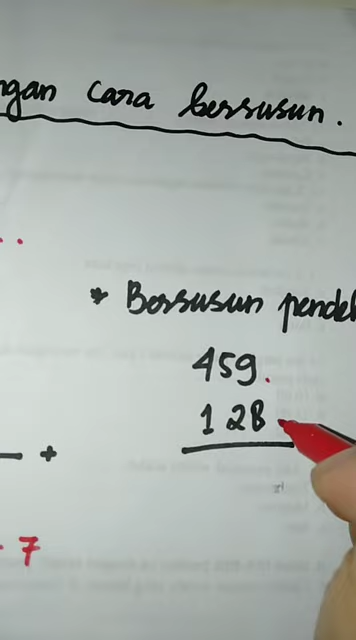 ngan cara bersusun.
..
* Bersusun pendek
459.
128.
+
7